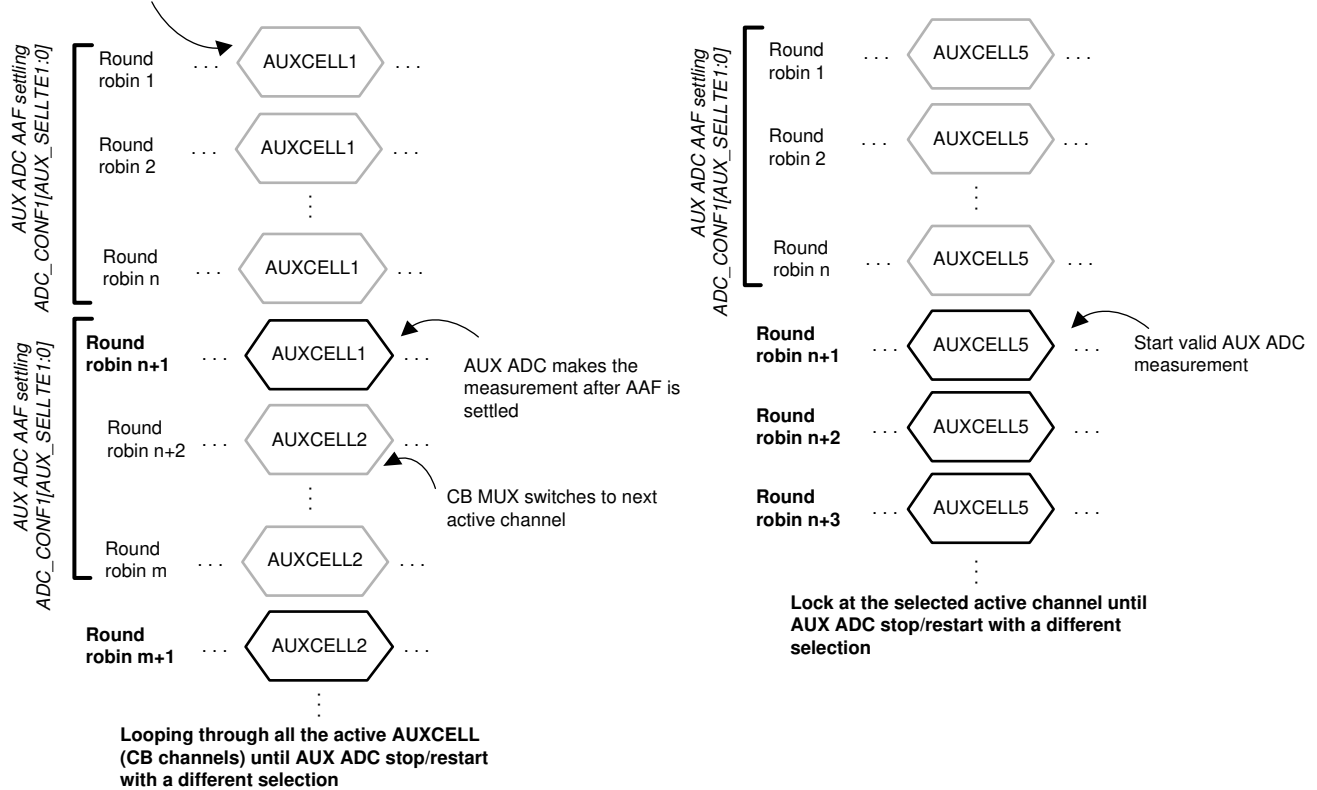 AUX ADC AAF settling
ADC_CONF1[AUX_SELLTE1:0]
Round
robin 1
. . .
AUXCELL1
. . .
Round
robin 2
. . .
AUXCELL1
. . .
Round
robin n
. . .
AUXCELL1
. . .
AUX ADC AAF settling
ADC_CONF1[AUX_SELLTE1:0]
Round
robin n+1
. . .
AUXCELL1
. . .
AUX ADC makes the
measurement after AAF is
settled
Round
robin n+2
. . .
AUXCELL2
. . .
CB MUX switches to next
active channel
Round
robin m
. . .
AUXCELL2
. . .
Round
robin m+1
. . .
AUXCELL2
. . .
Looping through all the active AUXCELL
(CB channels) until AUX ADC stop/restart
with a different selection
AUX ADC AAF settling
ADC_CONF1[AUX_SELLTE1:0]
Round
robin 1
. . .
AUXCELL5
. . .
Round
robin 2
. . .
AUXCELL5
. . .
Round
robin n
. . .
AUXCELL5
. . .
Round
robin n+1
. . .
AUXCELL5
. . .
Start valid AUX ADC
measurement
Round
robin n+2
. . .
AUXCELL5
. . .
Round
robin n+3
. . .
AUXCELL5
. . .
Lock at the selected active channel until
AUX ADC stop/restart with a different
selection